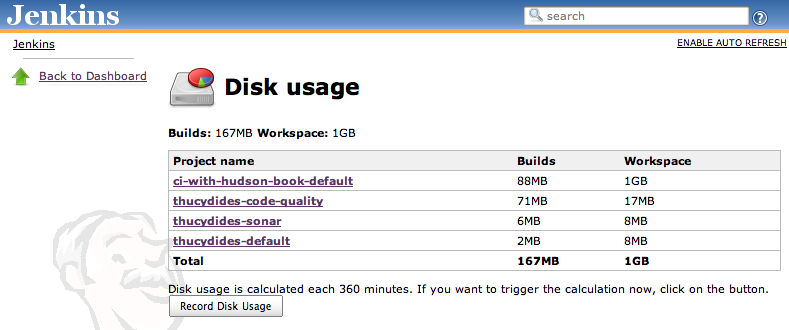 Jenkins
search
?
Jenkins
ENABLE AUTO REFRESH
Back to Dashboard
Disk usage
Builds: 167MB Workspace: 1GB
Project name Builds Workspace
ci-with-hudson-book-default 88MB 1GB
thucydides-code-quality 71MB 17MB
thucydides-sonar 6MB 8MB
thucydides-default 2MB 8MB
Total 167MB 1GB
Disk usage is calculated each 360 minutes. If you want to trigger the calculation now, click on the button.
Record Disk Usage